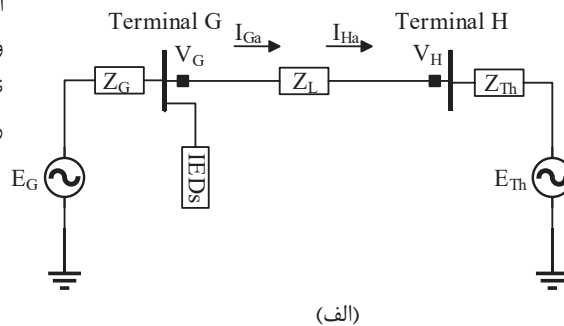 Terminal G
Terminal H
I_Ga
I_Ha
V_G
V_H
Z_G
Z_L
Z_Th
E_G
IEDs
E_Th
(الف)